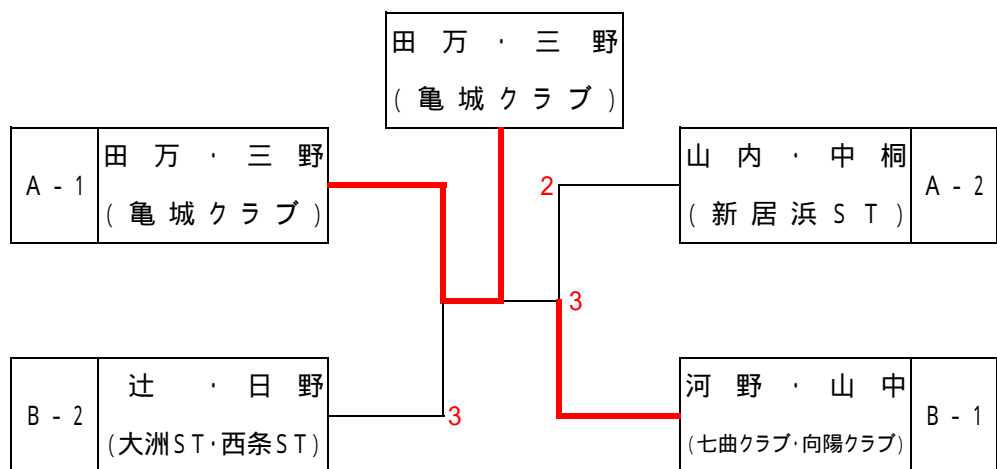 田万・三野
(亀城クラブ)
A-1
田万・三野
(亀城クラブ)
2
山内・中桐
(新居浜ST)
A-2
3
B-2
辻・日野
(大洲ST・西条ST)
3
河野・山中
(七曲クラブ・向陽クラブ)
B-1